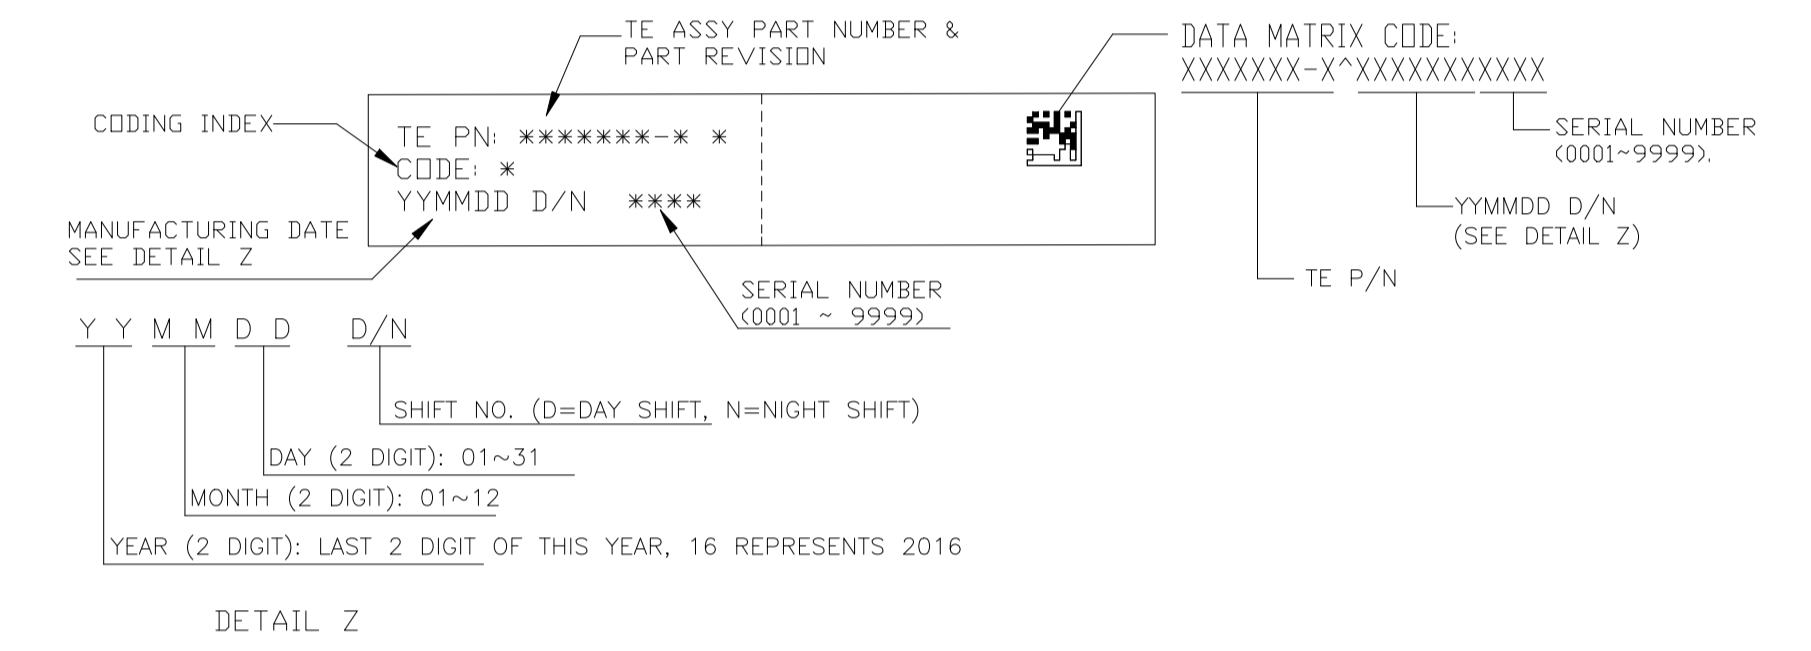 TE ASSY PART NUMBER &
PART REVISION
DATA MATRIX CODE:
XXXXXXX-X^XXXXXXXXXXX
CODING INDEX
TE PN: *******-* *
CODE: *
YYMMDD D/N ****
SERIAL NUMBER
(0001~9999).
YYMMDD D/N
(SEE DETAIL Z)
TE P/N
MANUFACTURING DATE
SEE DETAIL Z
SERIAL NUMBER
(0001 ~ 9999)
Y Y M M D D D/N
SHIFT NO. (D=DAY SHIFT, N=NIGHT SHIFT)
DAY (2 DIGIT): 01~31
MONTH (2 DIGIT): 01~12
YEAR (2 DIGIT): LAST 2 DIGIT OF THIS YEAR, 16 REPRESENTS 2016
DETAIL Z